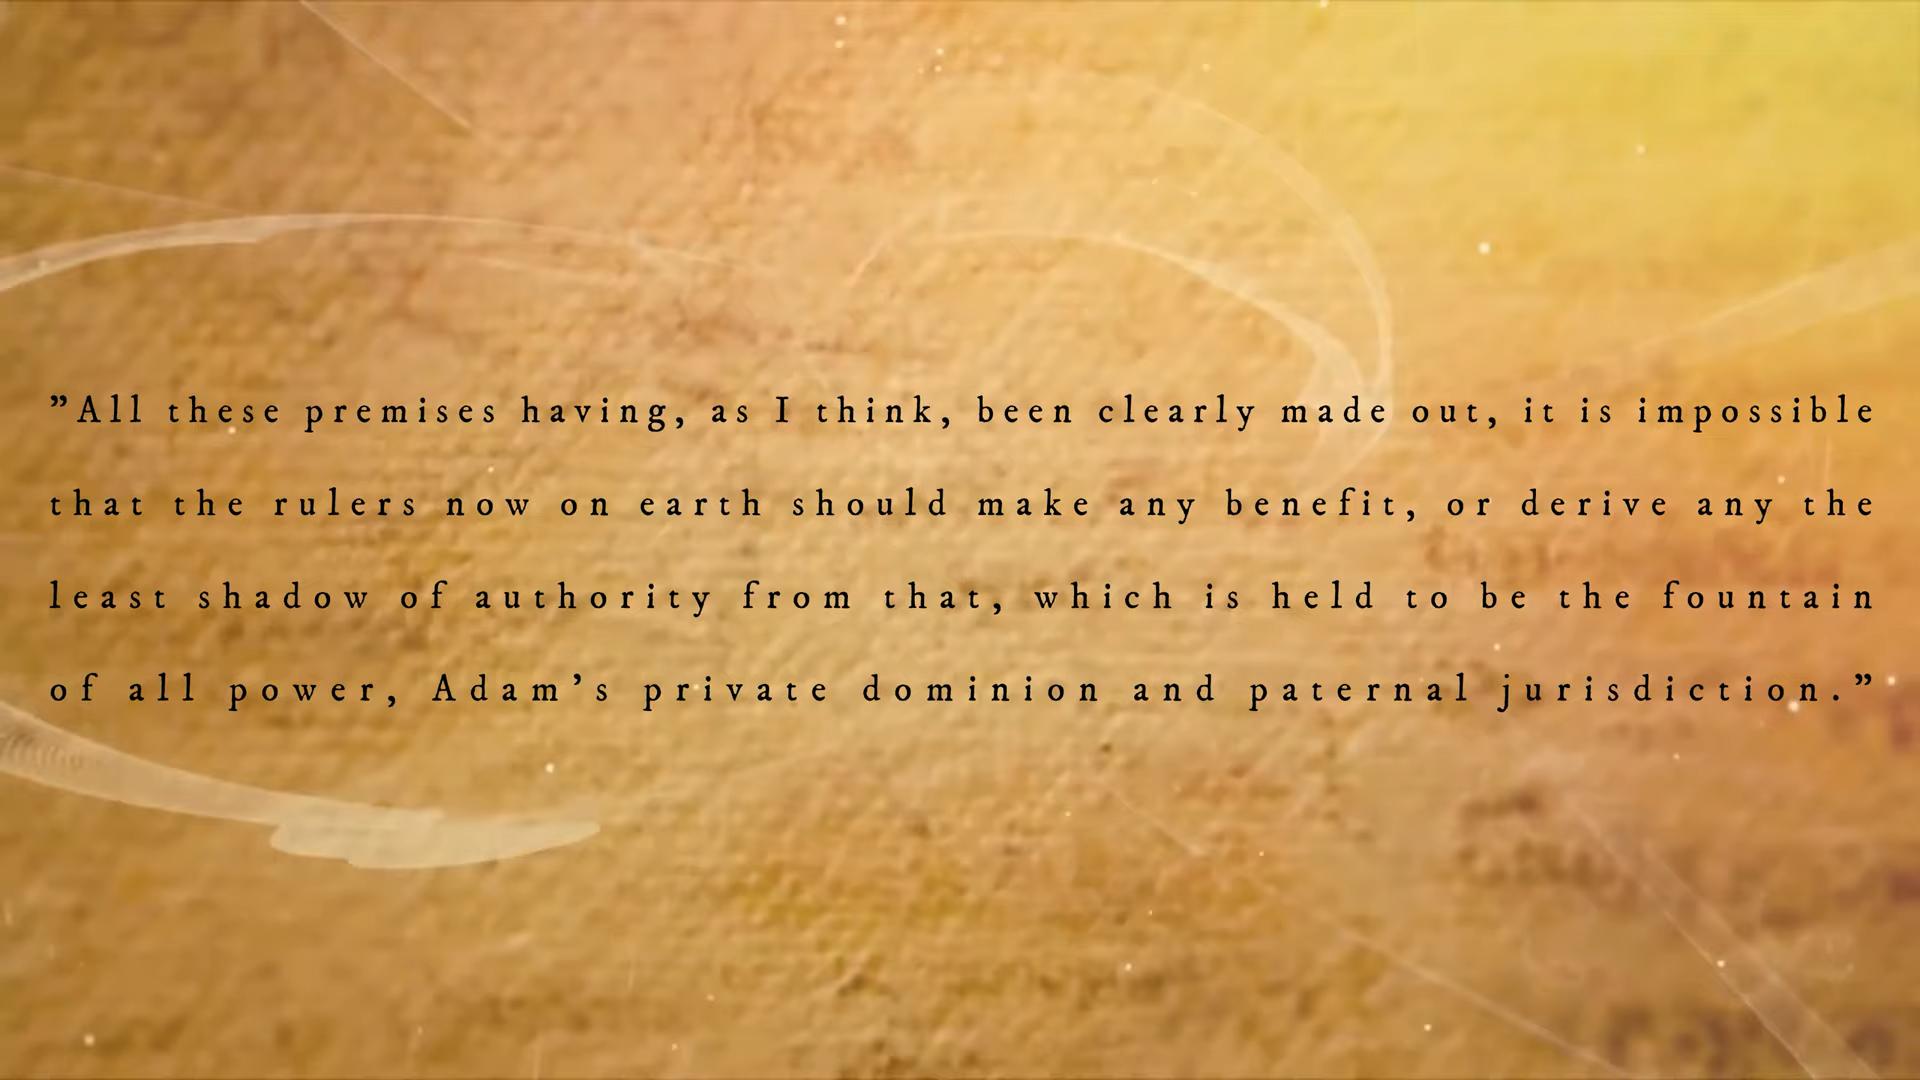 ”All these premises having, as I think, been clearly made out, it is impossible
that the rulers now on earth should make any benefit, or derive any the
least shadow of authority from that, which is held to be the fountain
of all power, Adam’s private dominion and paternal jurisdiction.”